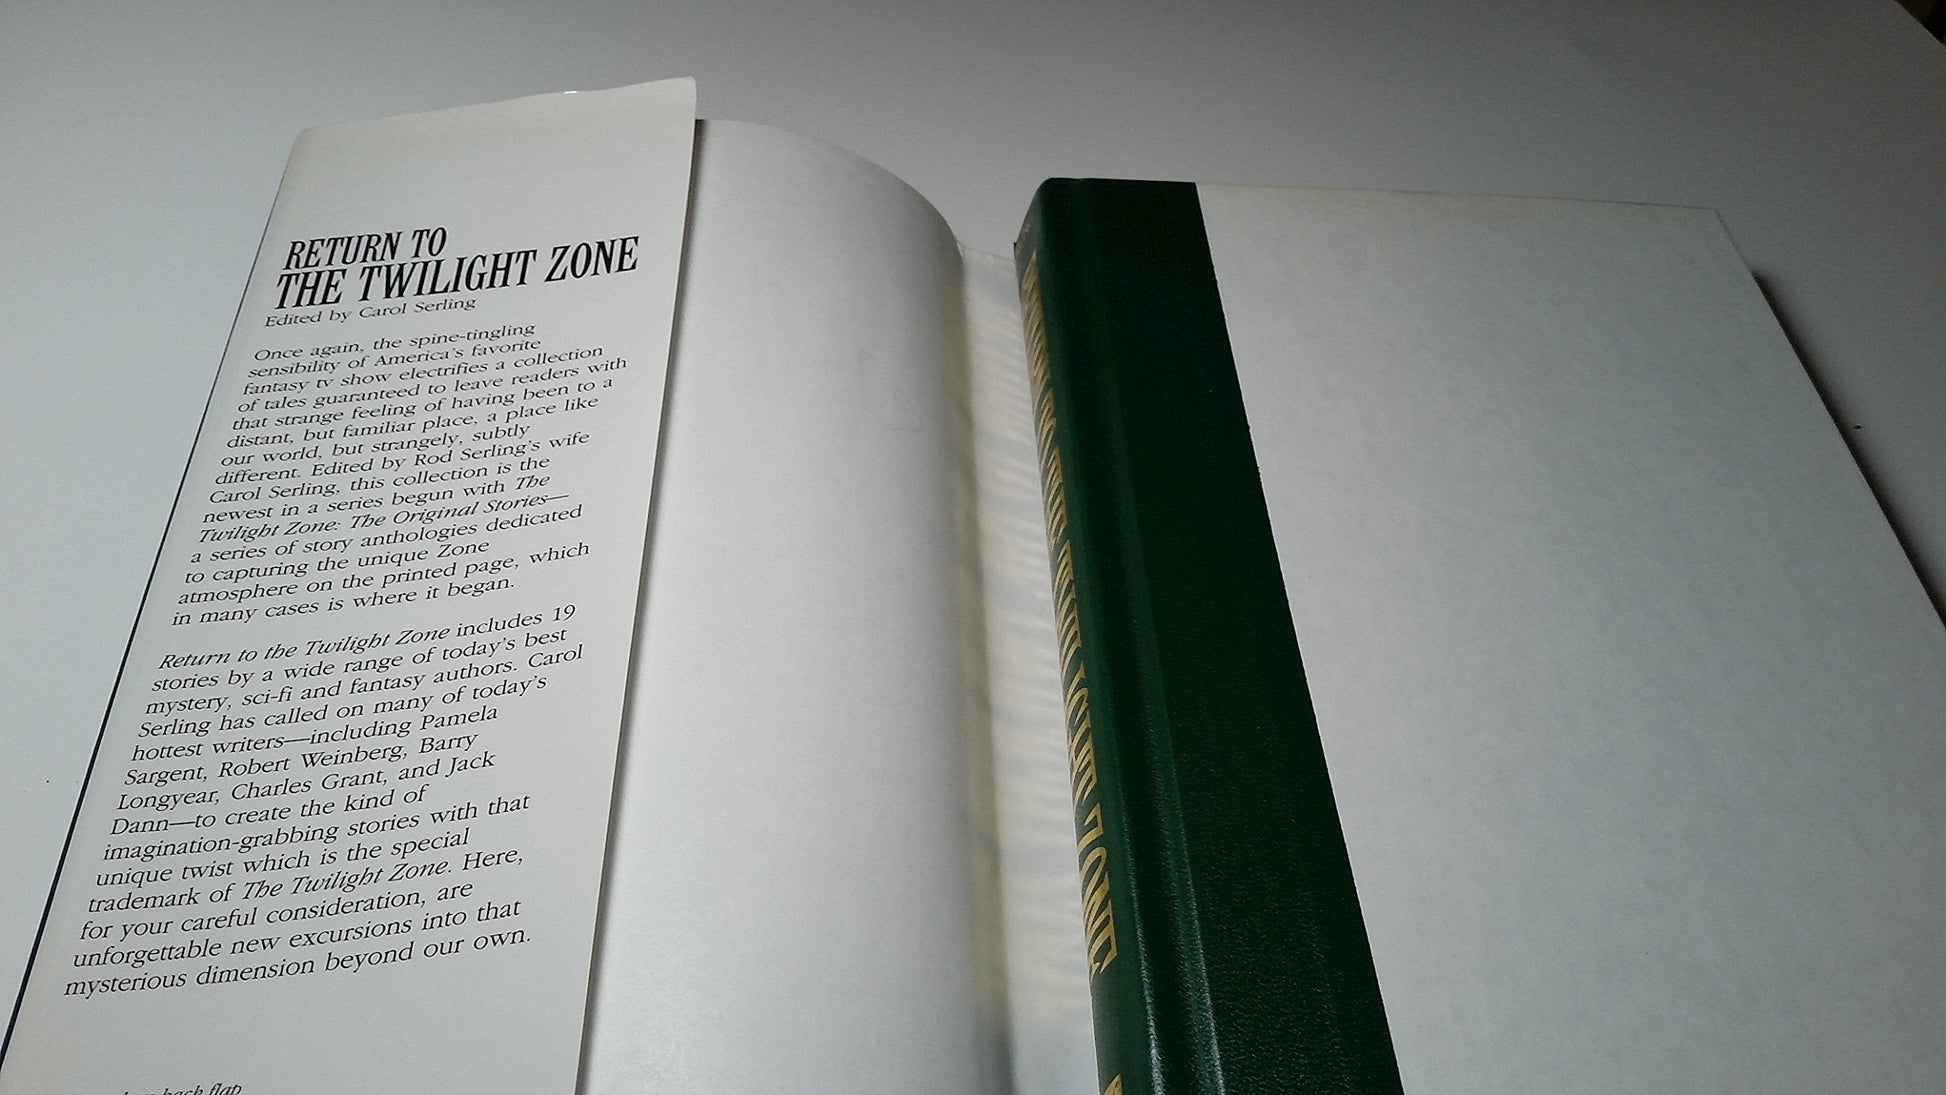 RETURN TO
THE TWILIGHT ZONE
Edited by Carol Serling
Once again, the spine-tingling
sensibility of America's favorite
fantasy tv show electrifies a collection
of tales guaranteed to leave readers with
that strange feeling of having been to a
distant, but familiar place, a place like
our world, but strangely, subtly
different. Edited by Rod Serling's wife
Carol Serling, this collection is the
newest in a series begun with The
Twilight Zone: The Original Stories—
a series of story anthologies dedicated
to capturing the unique Zone
atmosphere on the printed page, which
in many cases is where it began.
Return to the Twilight Zone includes 19
stories by a wide range of today's best
mystery, sci-fi and fantasy authors. Carol
Serling has called on many of today's
hottest writers—including Pamela
Sargent, Robert Weinberg, Barry
Longyear, Charles Grant, and Jack
Dann—to create the kind of
imagination-grabbing stories with that
unique twist which is the special
trademark of The Twilight Zone. Here,
for your careful consideration, are
unforgettable new excursions into that
mysterious dimension beyond our own.
back flap
RETURN TO THE TWILIGHT ZONE